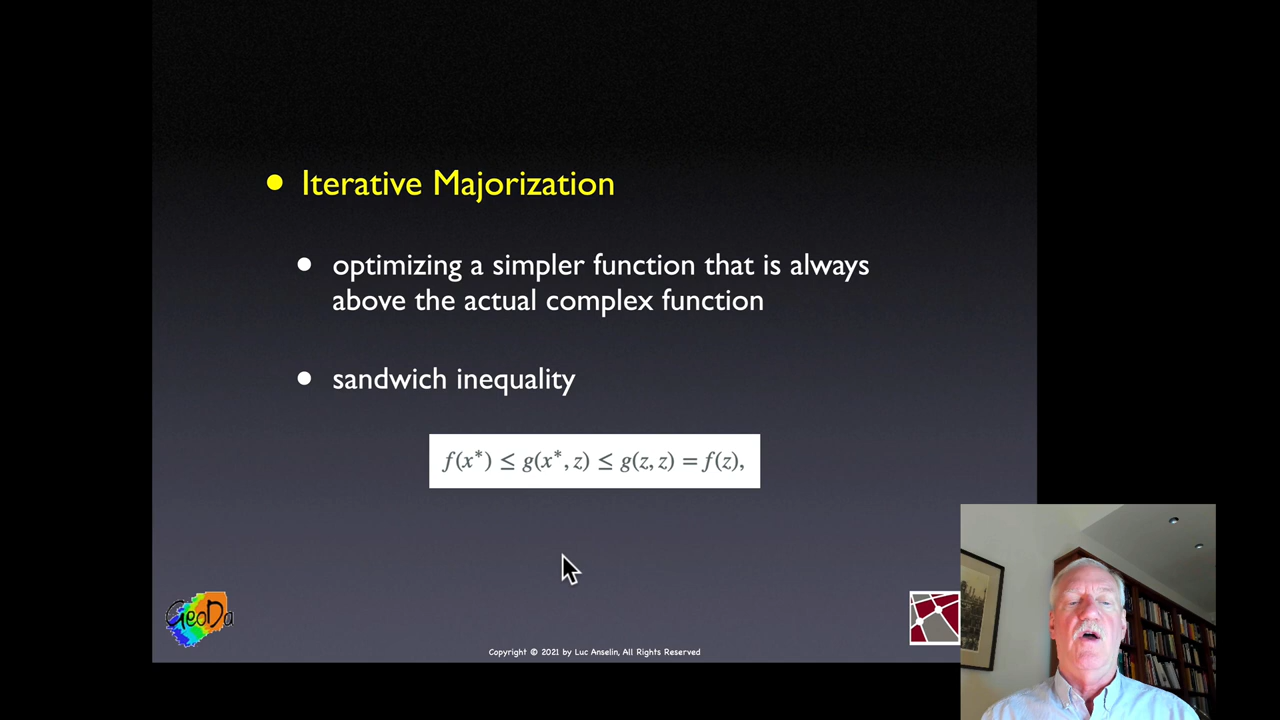 Iterative Majorization
optimizing a simpler function that is always
above the actual complex function
sandwich inequality
f(x*) ≤ g(x*, z) ≤ g(z, z) = f(z),
GeoDa
Copyright © 2021 by Luc Anselin, All Rights Reserved